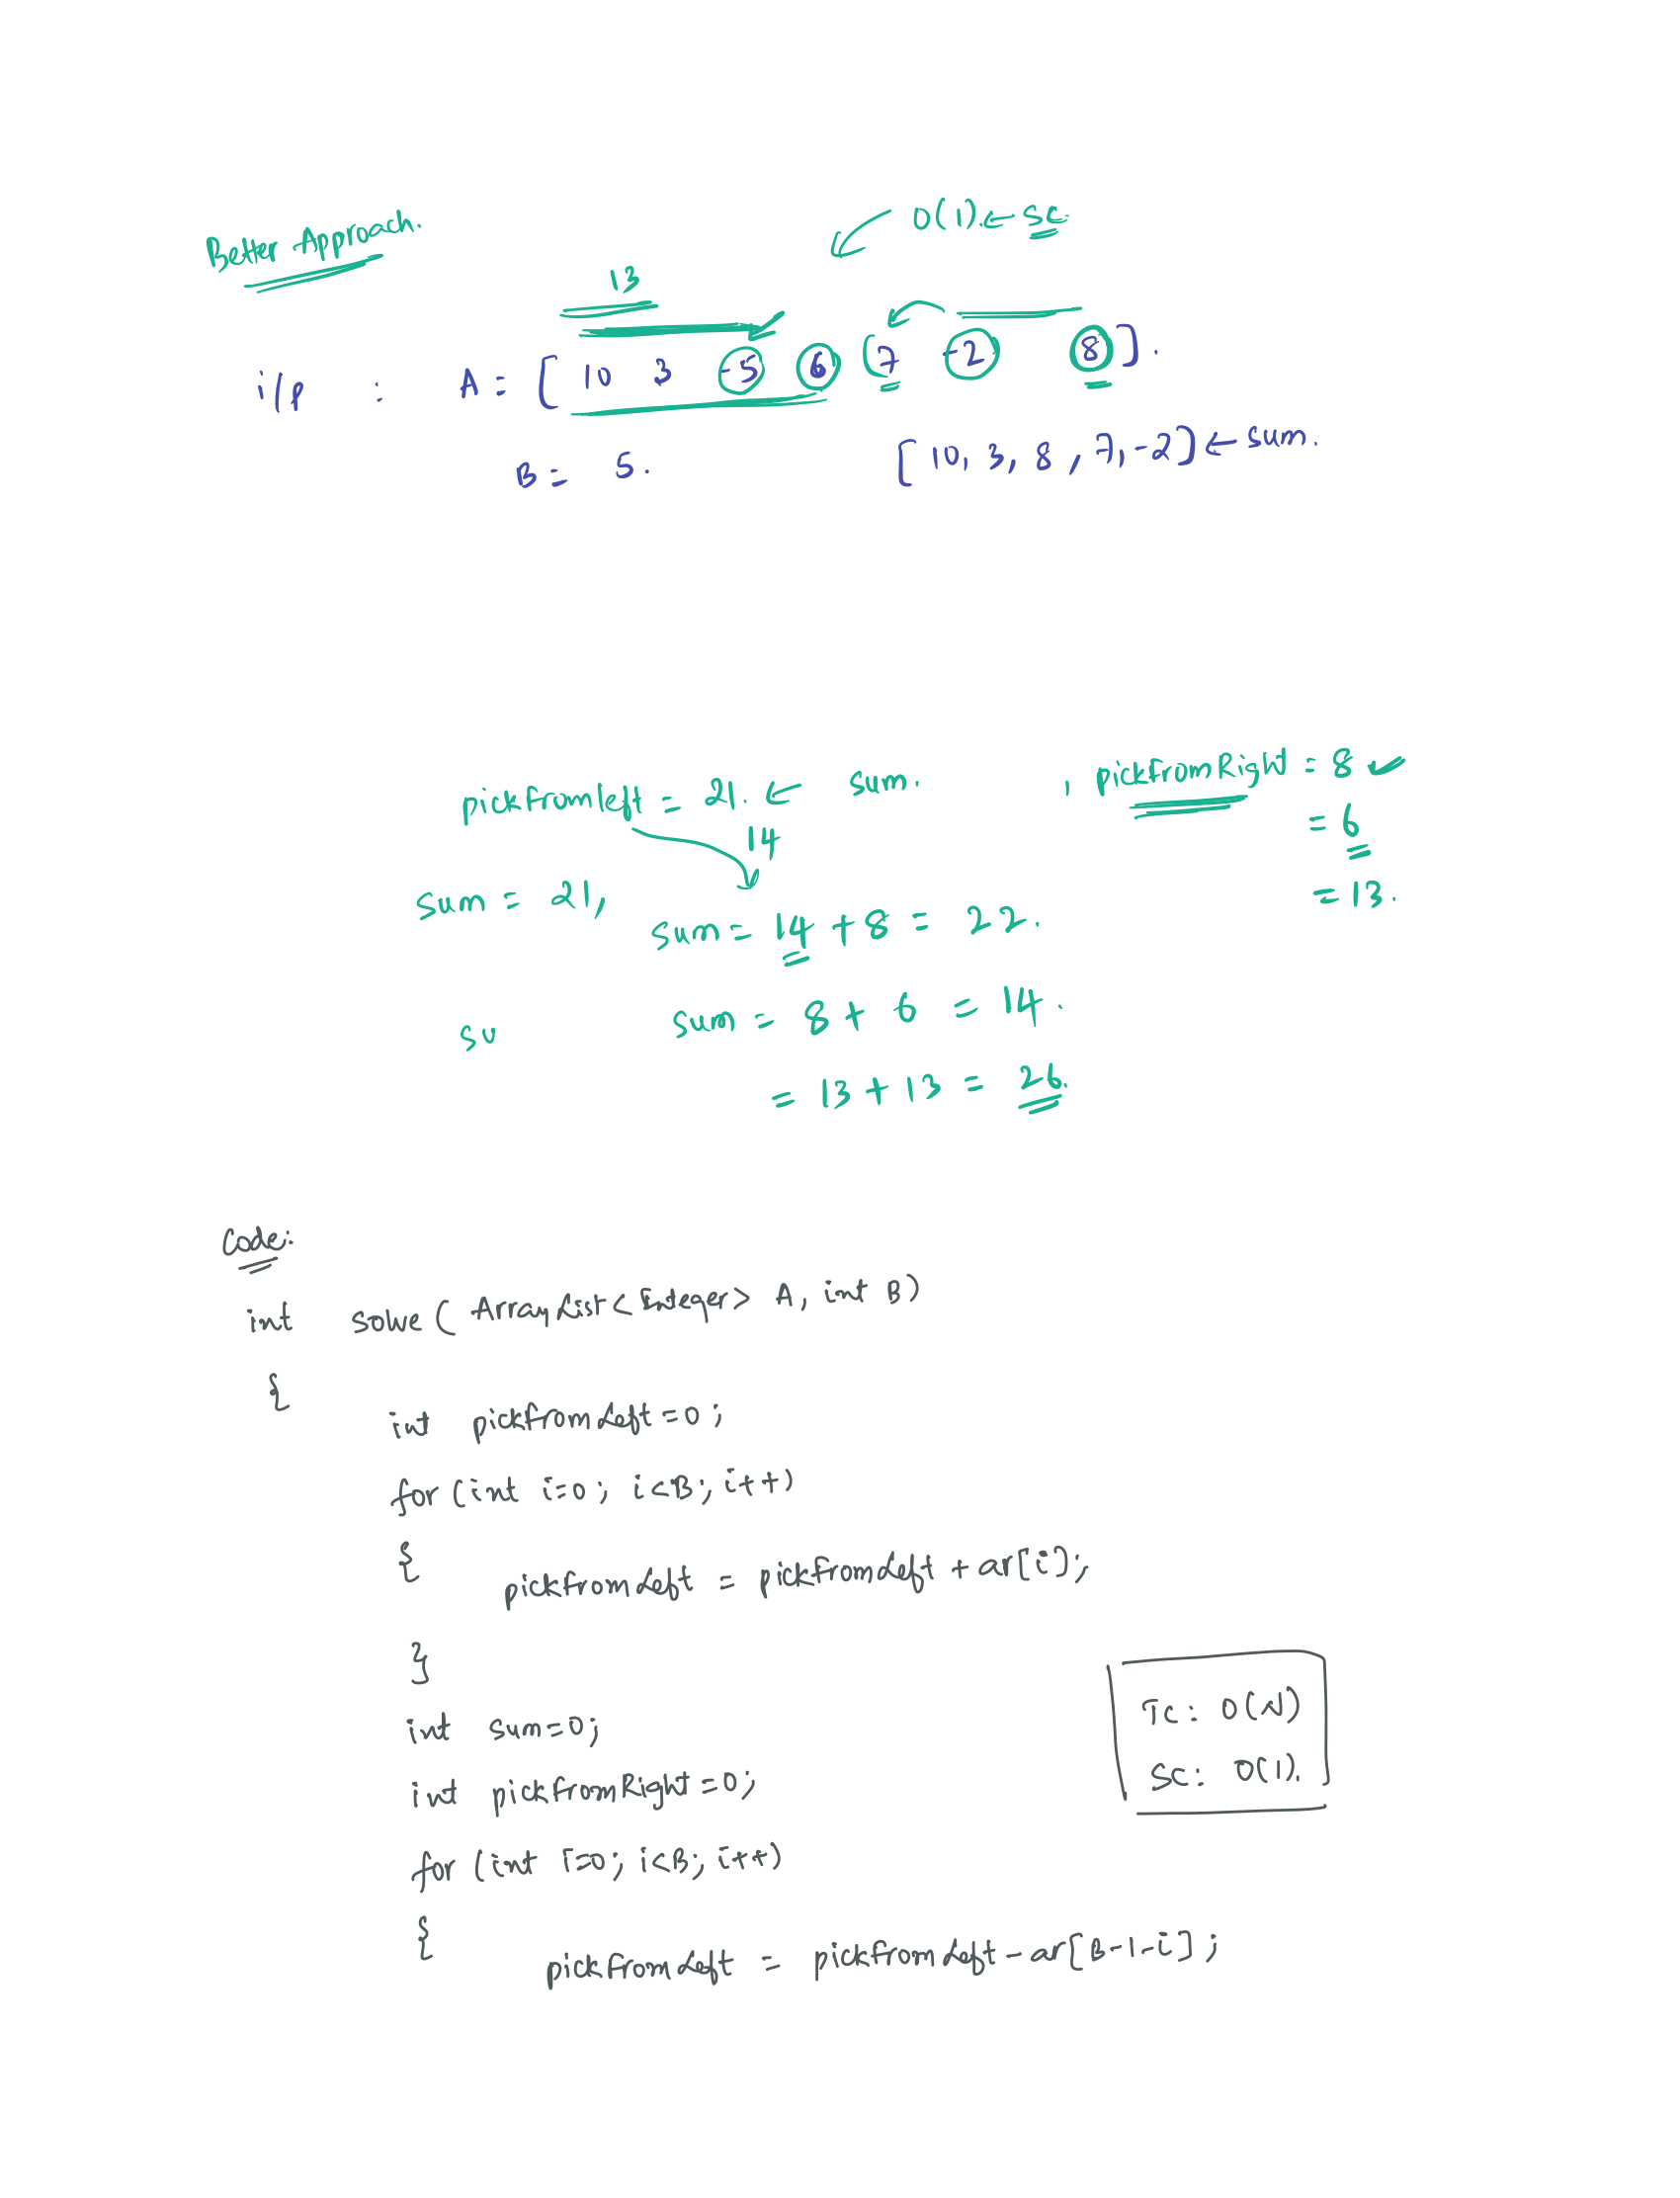 Better Approach.
O(1). ← SC.
13
i/p : A = [ 10 3 -5 6 (7 -2 8 ].
B = 5.
[ 10, 3, 8, 7, -2 ] ← sum.
pickfromleft = 21. ← sum. , pickfromRight = 8 ✓
14
= 6
sum = 21,
= 13.
sum = 14 + 8 = 22.
su
sum = 8 + 6 = 14.
= 13 + 13 = 26.
Code:
int solve ( ArrayList < Integer > A, int B )
{
int pickfromLeft = 0 ;
for (int i=0 ; i<B ; i++)
{
pickfromLeft = pickfromLeft + ar[i];
}
int sum=0;
int pickfromRight = 0;
TC: O(N)
SC: O(1).
for (int i=0 ; i<B ; i++)
{
pickfromLeft = pickfromLeft - ar[B-1-i] ;